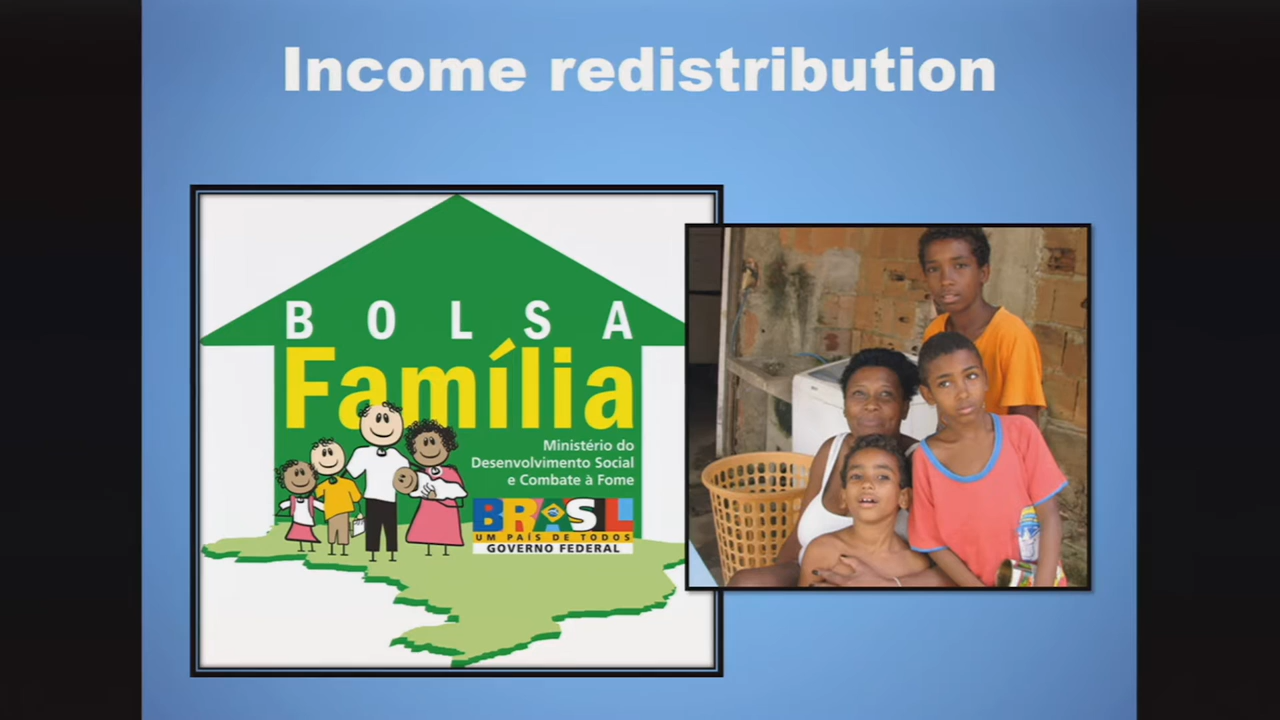 Income redistribution
BOLSA
Família
Ministério do
Desenvolvimento Social
e Combate à Fome
BRASIL
UM PAÍS DE TODOS
GOVERNO FEDERAL